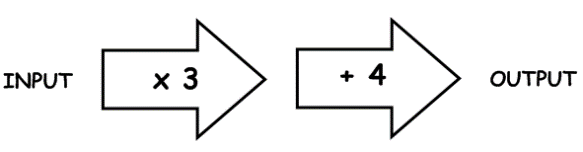 INPUT x 3 + 4 OUTPUT